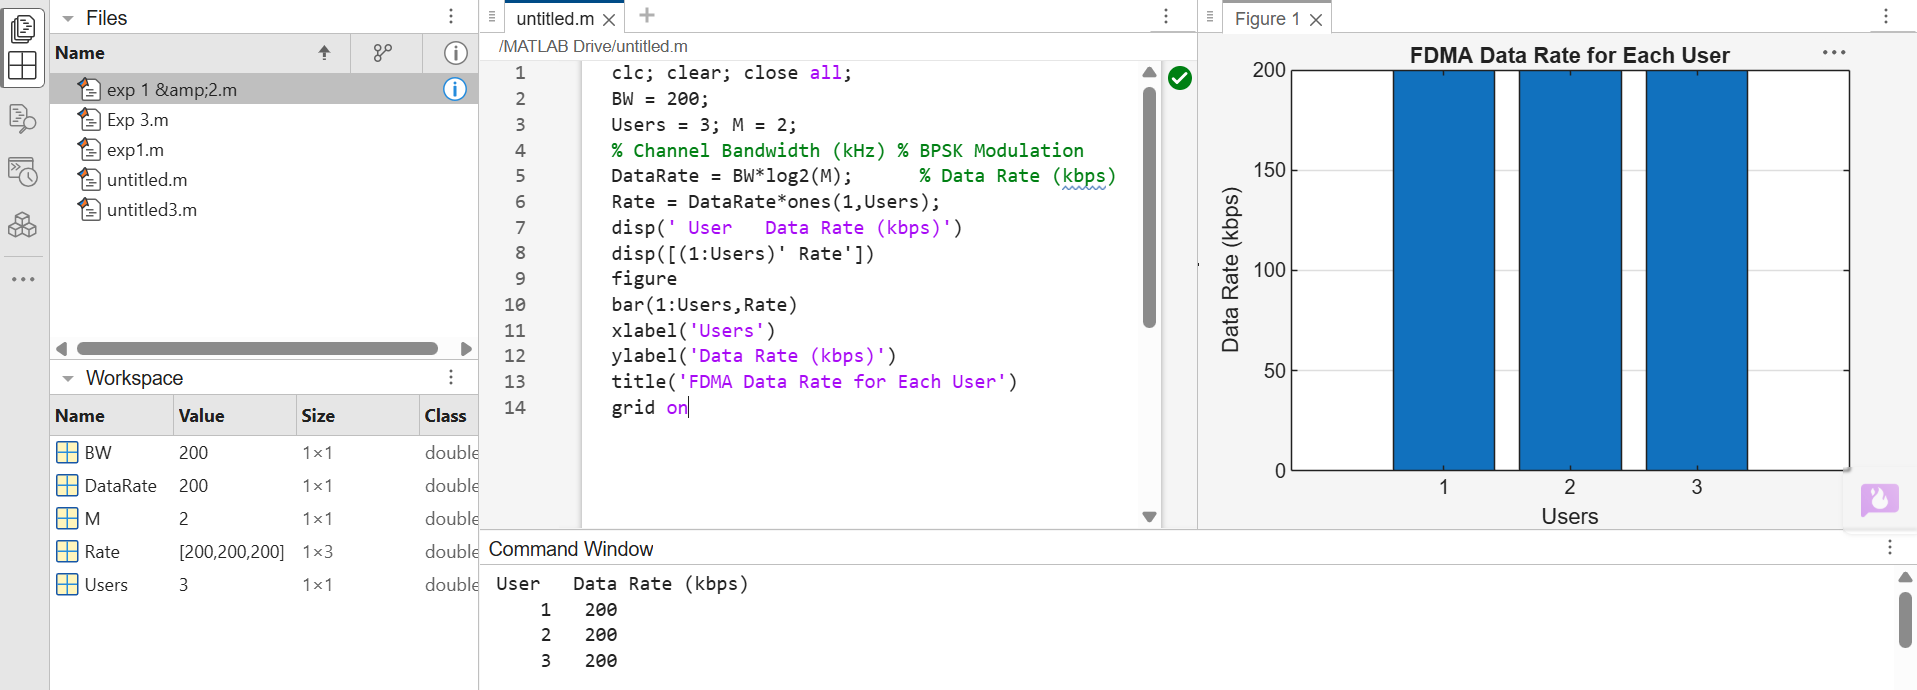 Files
Name
exp 1 &amp;2.m
Exp 3.m
exp1.m
untitled.m
untitled3.m
Workspace
Name Value Size Class
BW 200 1×1 double
DataRate 200 1×1 double
M 2 1×1 double
Rate [200,200,200] 1×3 double
Users 3 1×1 double
untitled.m
/MATLAB Drive/untitled.m
1 clc; clear; close all;
2 BW = 200;
3 Users = 3; M = 2;
4 % Channel Bandwidth (kHz) % BPSK Modulation
5 DataRate = BW*log2(M); % Data Rate (kbps)
6 Rate = DataRate*ones(1,Users);
7 disp(' User   Data Rate (kbps)')
8 disp([(1:Users)' Rate'])
9 figure
10 bar(1:Users,Rate)
11 xlabel('Users')
12 ylabel('Data Rate (kbps)')
13 title('FDMA Data Rate for Each User')
14 grid on
Figure 1
FDMA Data Rate for Each User
Data Rate (kbps)
200
150
100
50
0
1 2 3
Users
Command Window
User   Data Rate (kbps)
1 200
2 200
3 200